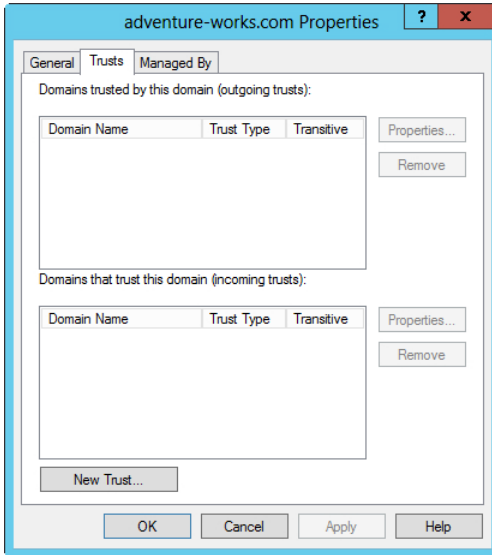 adventure-works.com Properties ? x
General Trusts Managed By
Domains trusted by this domain (outgoing trusts):
Domain Name Trust Type Transitive
Properties...
Remove
Domains that trust this domain (incoming trusts):
Domain Name Trust Type Transitive
Properties...
Remove
New Trust...
OK Cancel Apply Help